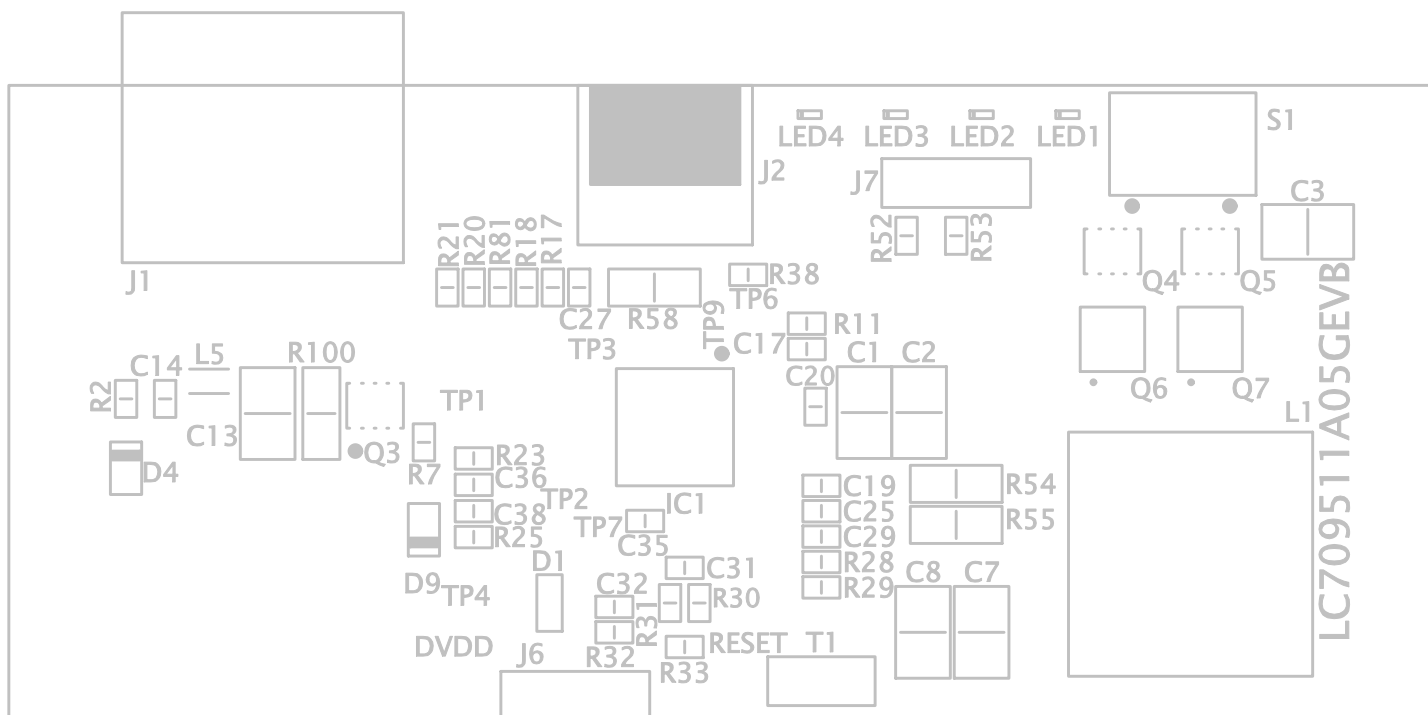 S1
LED4 LED3 LED2 LED1
J2
J7
C3
R21 R20 R81 R18 R17
R52 R53
J1
R38
Q4 Q5
TP6
C27 R58
TP9
R11
TP3
C17
C14 L5 R100
C1 C2
C20
R2
TP1
Q6 Q7
L1
C13
Q3
R7
R23
D4
C36
TP2
IC1
C19 R54
C38
TP7
C25 R55
R25
C35
C29
D1
R28
D9
C31
C8 C7
TP4
C32
R30
R29
R31
DVDD
J6
R32
RESET T1
R33
LC709511A05GEVB